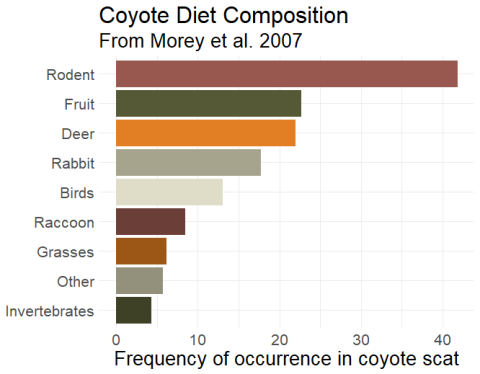 Coyote Diet Composition
From Morey et al. 2007
Rodent
Fruit
Deer
Rabbit
Birds
Raccoon
Grasses
Other
Invertebrates
0 10 20 30 40
Frequency of occurrence in coyote scat